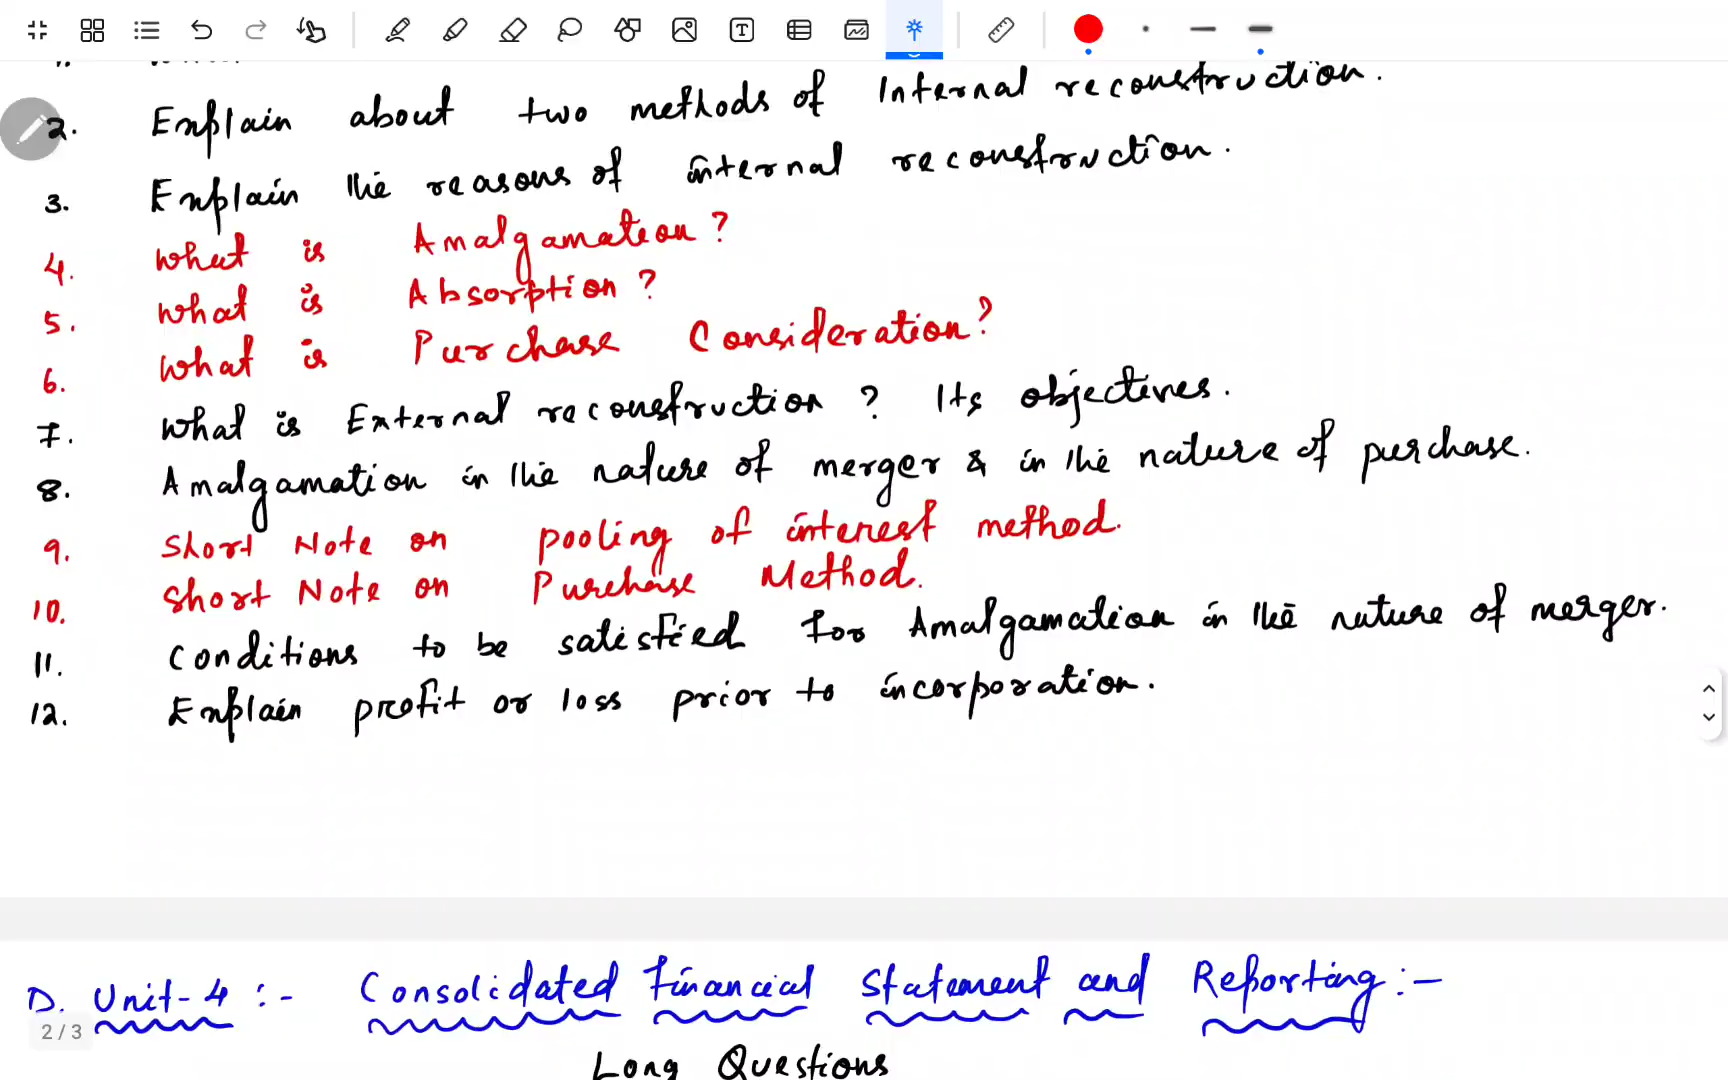 2. Explain about two methods of Internal reconstruction.
3. Explain the reasons of internal reconstruction.
4. What is Amalgamation?
5. What is Absorption?
6. What is Purchase Consideration?
7. What is External reconstruction? Its objectives.
8. Amalgamation in the nature of merger & in the nature of purchase.
9. Short Note on pooling of interest method.
10. Short Note on Purchase Method.
11. Conditions to be satisfied for Amalgamation in the nature of merger.
12. Explain profit or loss prior to incorporation.
D. Unit-4 :- Consolidated Financial Statement and Reporting :-
2 / 3
Long Questions